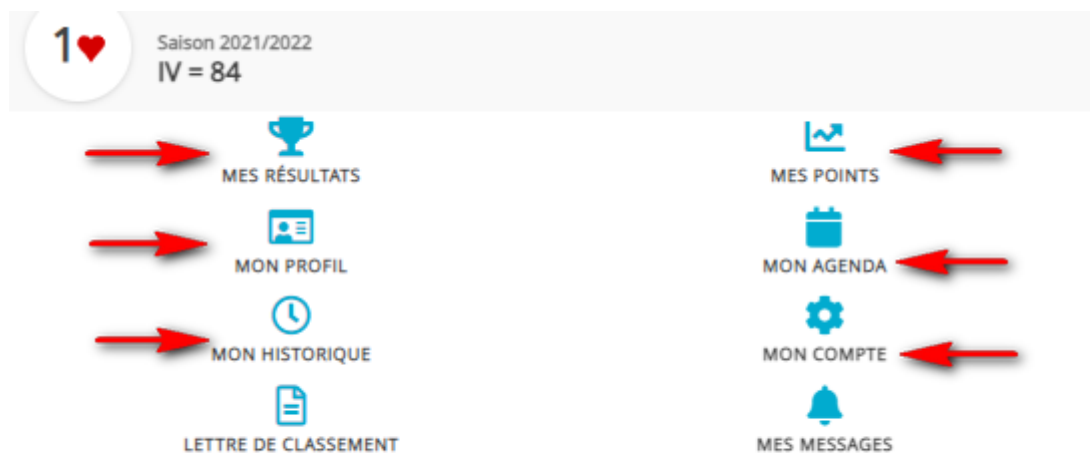 1♥
Saison 2021/2022
IV = 84
MES RÉSULTATS
MES POINTS
MON PROFIL
MON AGENDA
MON HISTORIQUE
MON COMPTE
LETTRE DE CLASSEMENT
MES MESSAGES